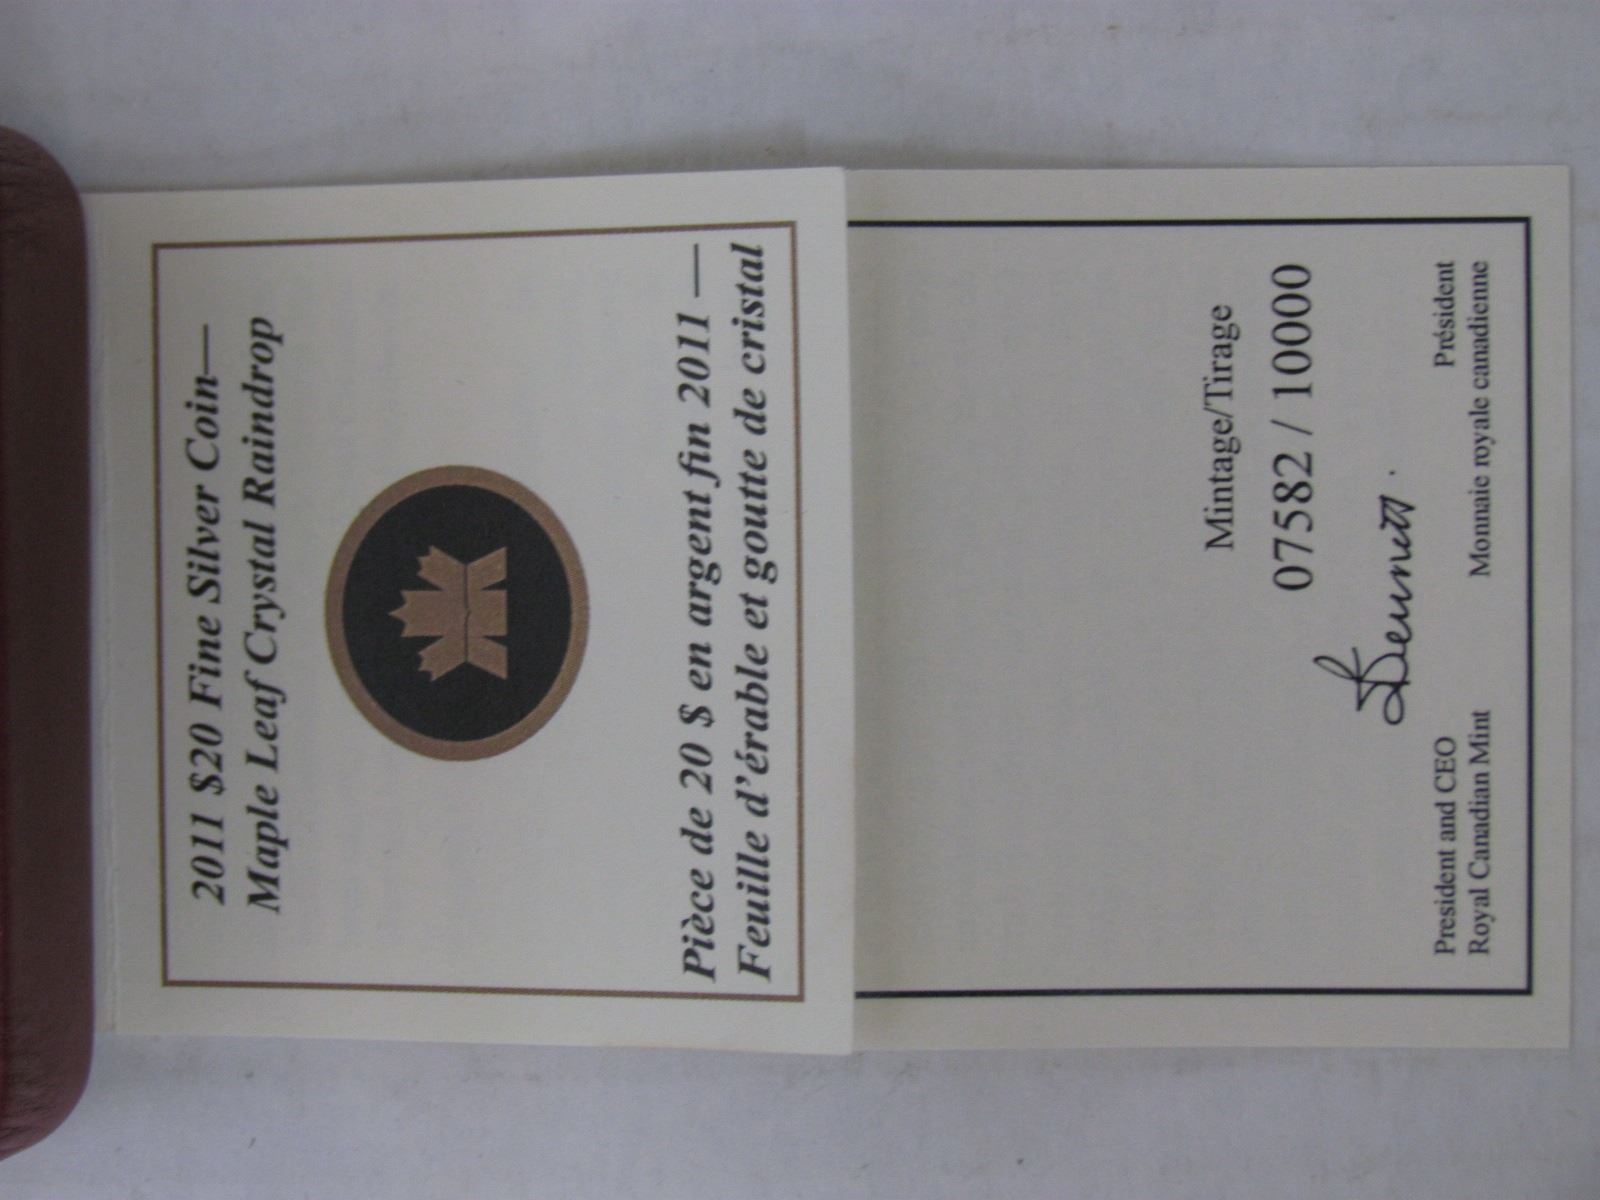 2011 $20 Fine Silver Coin—
Maple Leaf Crystal Raindrop
Pièce de 20 $ en argent fin 2011 —
Feuille d'érable et goutte de cristal
Mintage/Tirage
07582 / 10000
President and CEO
Royal Canadian Mint
Président
Monnaie royale canadienne